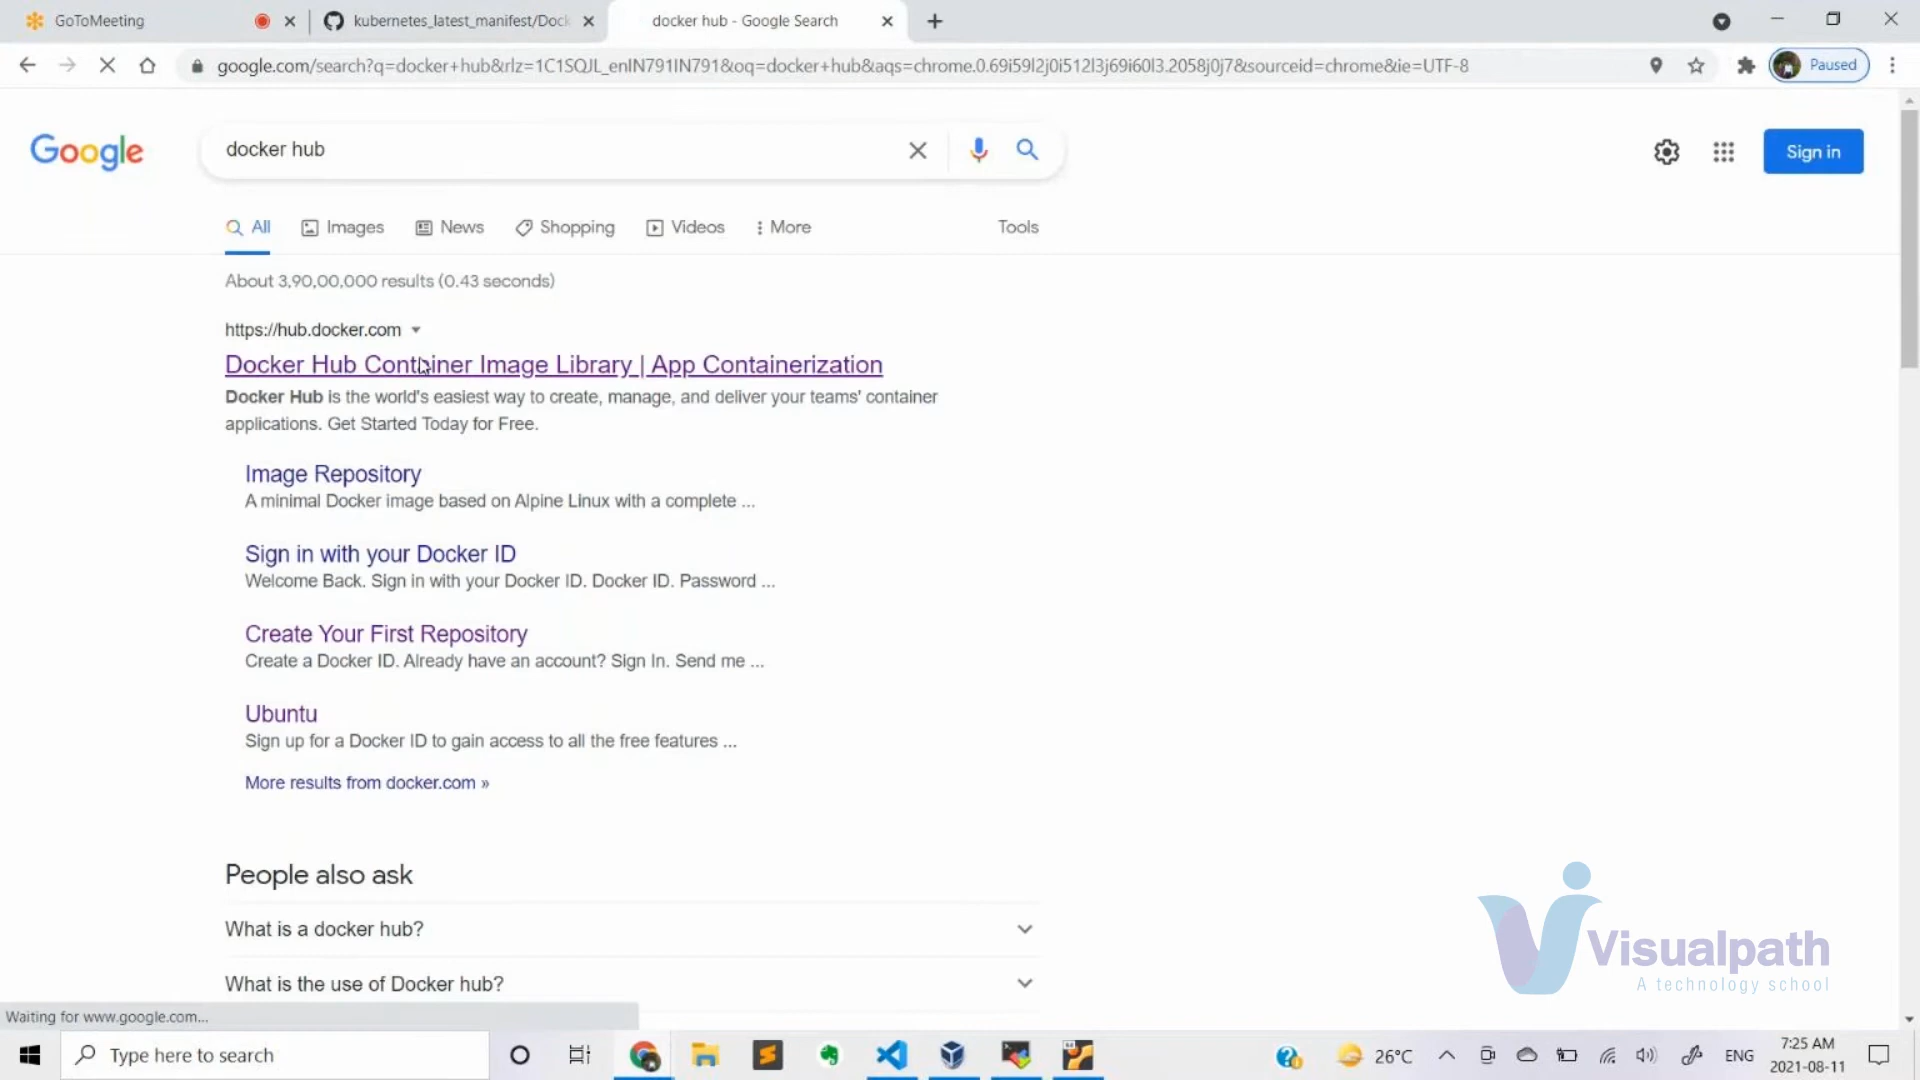 GoToMeeting
kubernetes_latest_manifest/Dock
docker hub - Google Search
google.com/search?q=docker+hub&rlz=1C1SQJL_enIN791IN791&oq=docker+hub&aqs=chrome.0.69i59l2j0i512l3j69i60l3.2058j0j7&sourceid=chrome&ie=UTF-8
Paused
Google
docker hub
Sign in
All
Images
News
Shopping
Videos
More
Tools
About 3,90,00,000 results (0.43 seconds)
https://hub.docker.com
Docker Hub Container Image Library | App Containerization
Docker Hub is the world's easiest way to create, manage, and deliver your teams' container
applications. Get Started Today for Free.
Image Repository
A minimal Docker image based on Alpine Linux with a complete ...
Sign in with your Docker ID
Welcome Back. Sign in with your Docker ID. Docker ID. Password ...
Create Your First Repository
Create a Docker ID. Already have an account? Sign In. Send me ...
Ubuntu
Sign up for a Docker ID to gain access to all the free features ...
More results from docker.com »
People also ask
What is a docker hub?
What is the use of Docker hub?
Visualpath
A technology school
Waiting for www.google.com...
Type here to search
26°C
ENG
7:25 AM
2021-08-11